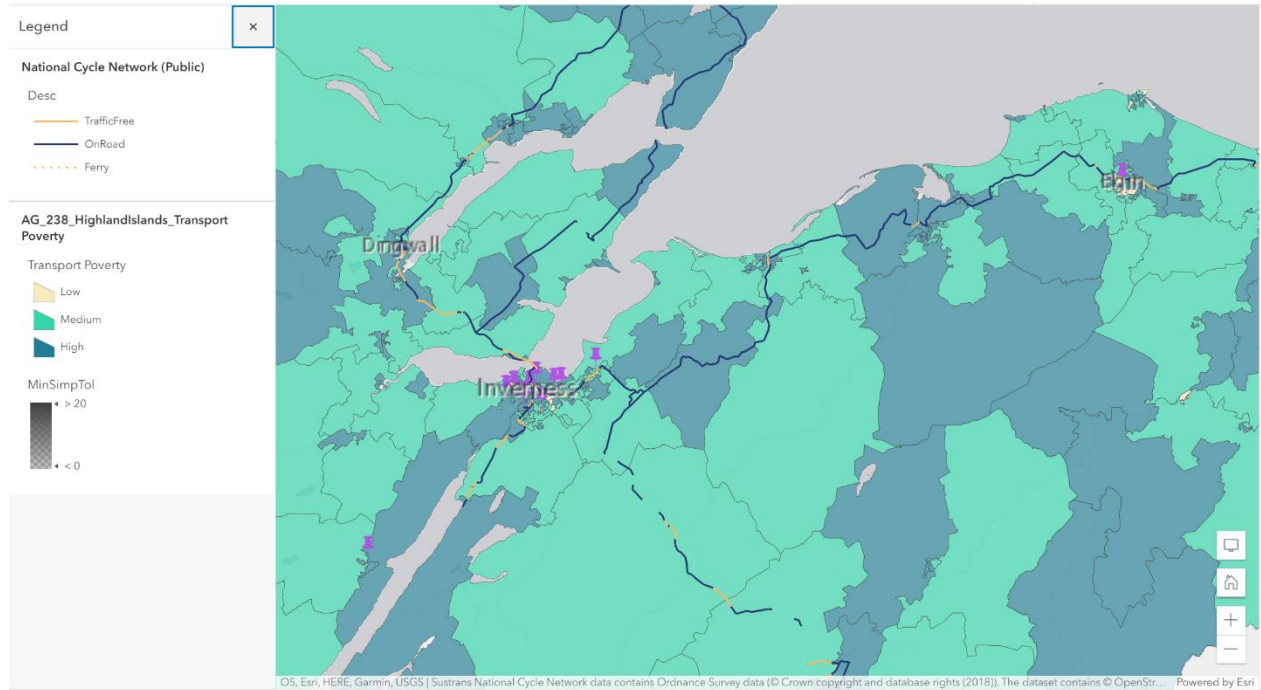 Legend
×
National Cycle Network (Public)
Desc
TrafficFree
OnRoad
Ferry
AG_238_HighlandIslands_Transport
Poverty
Transport Poverty
Low
Medium
High
MinSimpTol
> 20
< 0
Dingwall
Elgin
Inverness
+
−
OS, Esri, HERE, Garmin, USGS | Sustrans National Cycle Network data contains Ordnance Survey data (© Crown copyright and database rights (2018)). The dataset contains © OpenStr... Powered by Esri